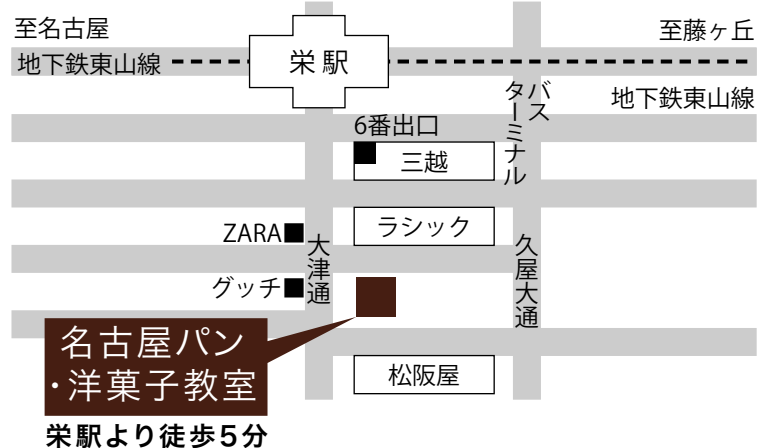 至名古屋
至藤ヶ丘
地下鉄東山線
栄駅
地下鉄東山線
バス
ターミナル
6番出口
三越
ラシック
ZARA
大津通
久屋大通
グッチ
名古屋パン
・洋菓子教室
松阪屋
栄駅より徒歩5分